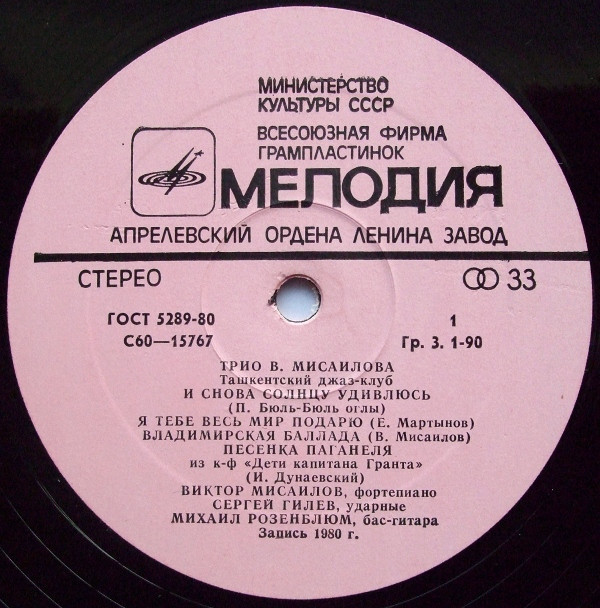 МИНИСТЕРСТВО
КУЛЬТУРЫ СССР
ВСЕСОЮЗНАЯ ФИРМА
ГРАМПЛАСТИНОК
МЕЛОДИЯ
АПРЕЛЕВСКИЙ ОРДЕНА ЛЕНИНА ЗАВОД
СТЕРЕО 33
ГОСТ 5289-80 1
С60—15767 Гр. 3. 1-90
ТРИО В. МИСАИЛОВА
Ташкентский джаз-клуб
И СНОВА СОЛНЦУ УДИВЛЮСЬ
(П. Бюль-Бюль оглы)
Я ТЕБЕ ВЕСЬ МИР ПОДАРЮ (Е. Мартынов)
ВЛАДИМИРСКАЯ БАЛЛАДА (В. Мисаилов)
ПЕСЕНКА ПАГАНЕЛЯ
из к-ф «Дети капитана Гранта»
(И. Дунаевский)
ВИКТОР МИСАИЛОВ, фортепиано
СЕРГЕЙ ГИЛЕВ, ударные
МИХАИЛ РОЗЕНБЛЮМ, бас-гитара
Запись 1980 г.